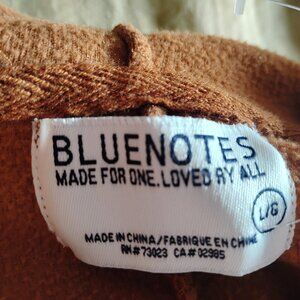 BLUENOTES
MADE FOR ONE. LOVED BY ALL
L/G
MADE IN CHINA/FABRIQUE EN CHINE
RN#73023 CA#02985